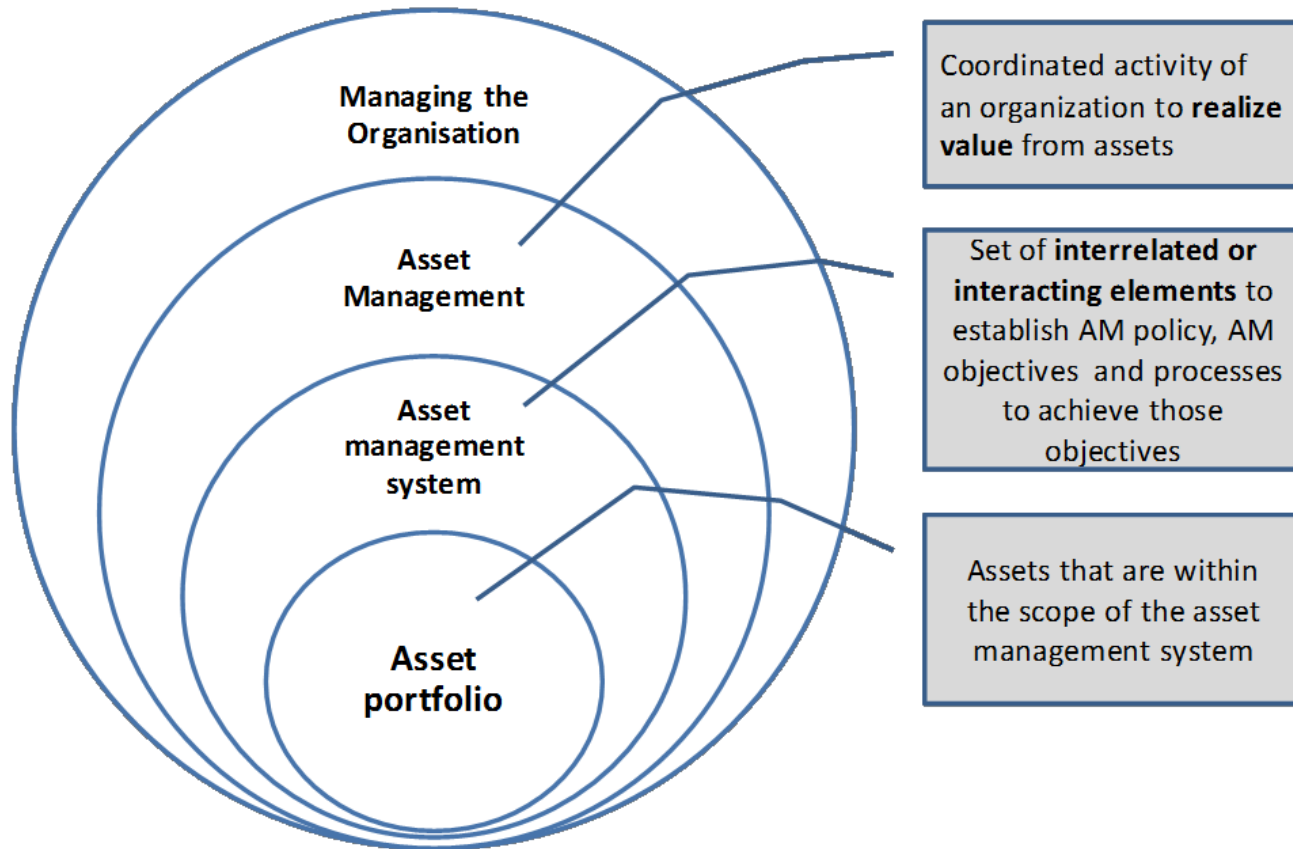 Managing the
Organisation
Asset
Management
Asset
management
system
Asset
portfolio
Coordinated activity of
an organization to realize
value from assets
Set of interrelated or
interacting elements to
establish AM policy, AM
objectives and processes
to achieve those
objectives
Assets that are within
the scope of the asset
management system